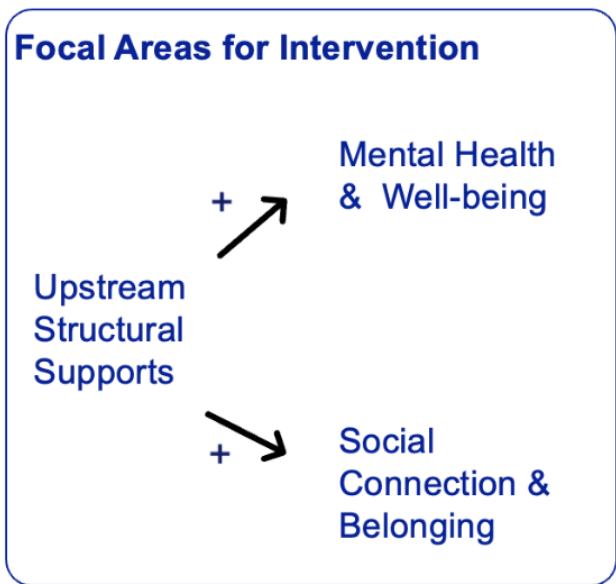 Focal Areas for Intervention
Mental Health
& Well-being
+
Upstream
Structural
Supports
+
Social
Connection &
Belonging